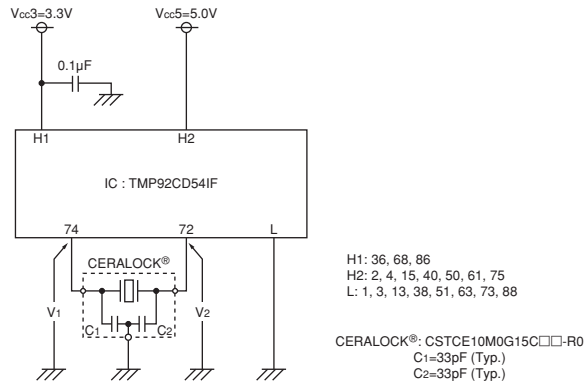 Vcc3=3.3V
Vcc5=5.0V
0.1μF
H1
H2
IC : TMP92CD54IF
74
72
L
CERALOCK®
V1
C1
C2
V2
H1: 36, 68, 86
H2: 2, 4, 15, 40, 50, 61, 75
L: 1, 3, 13, 38, 51, 63, 73, 88
CERALOCK®: CSTCE10M0G15C□□-R0
C1=33pF (Typ.)
C2=33pF (Typ.)